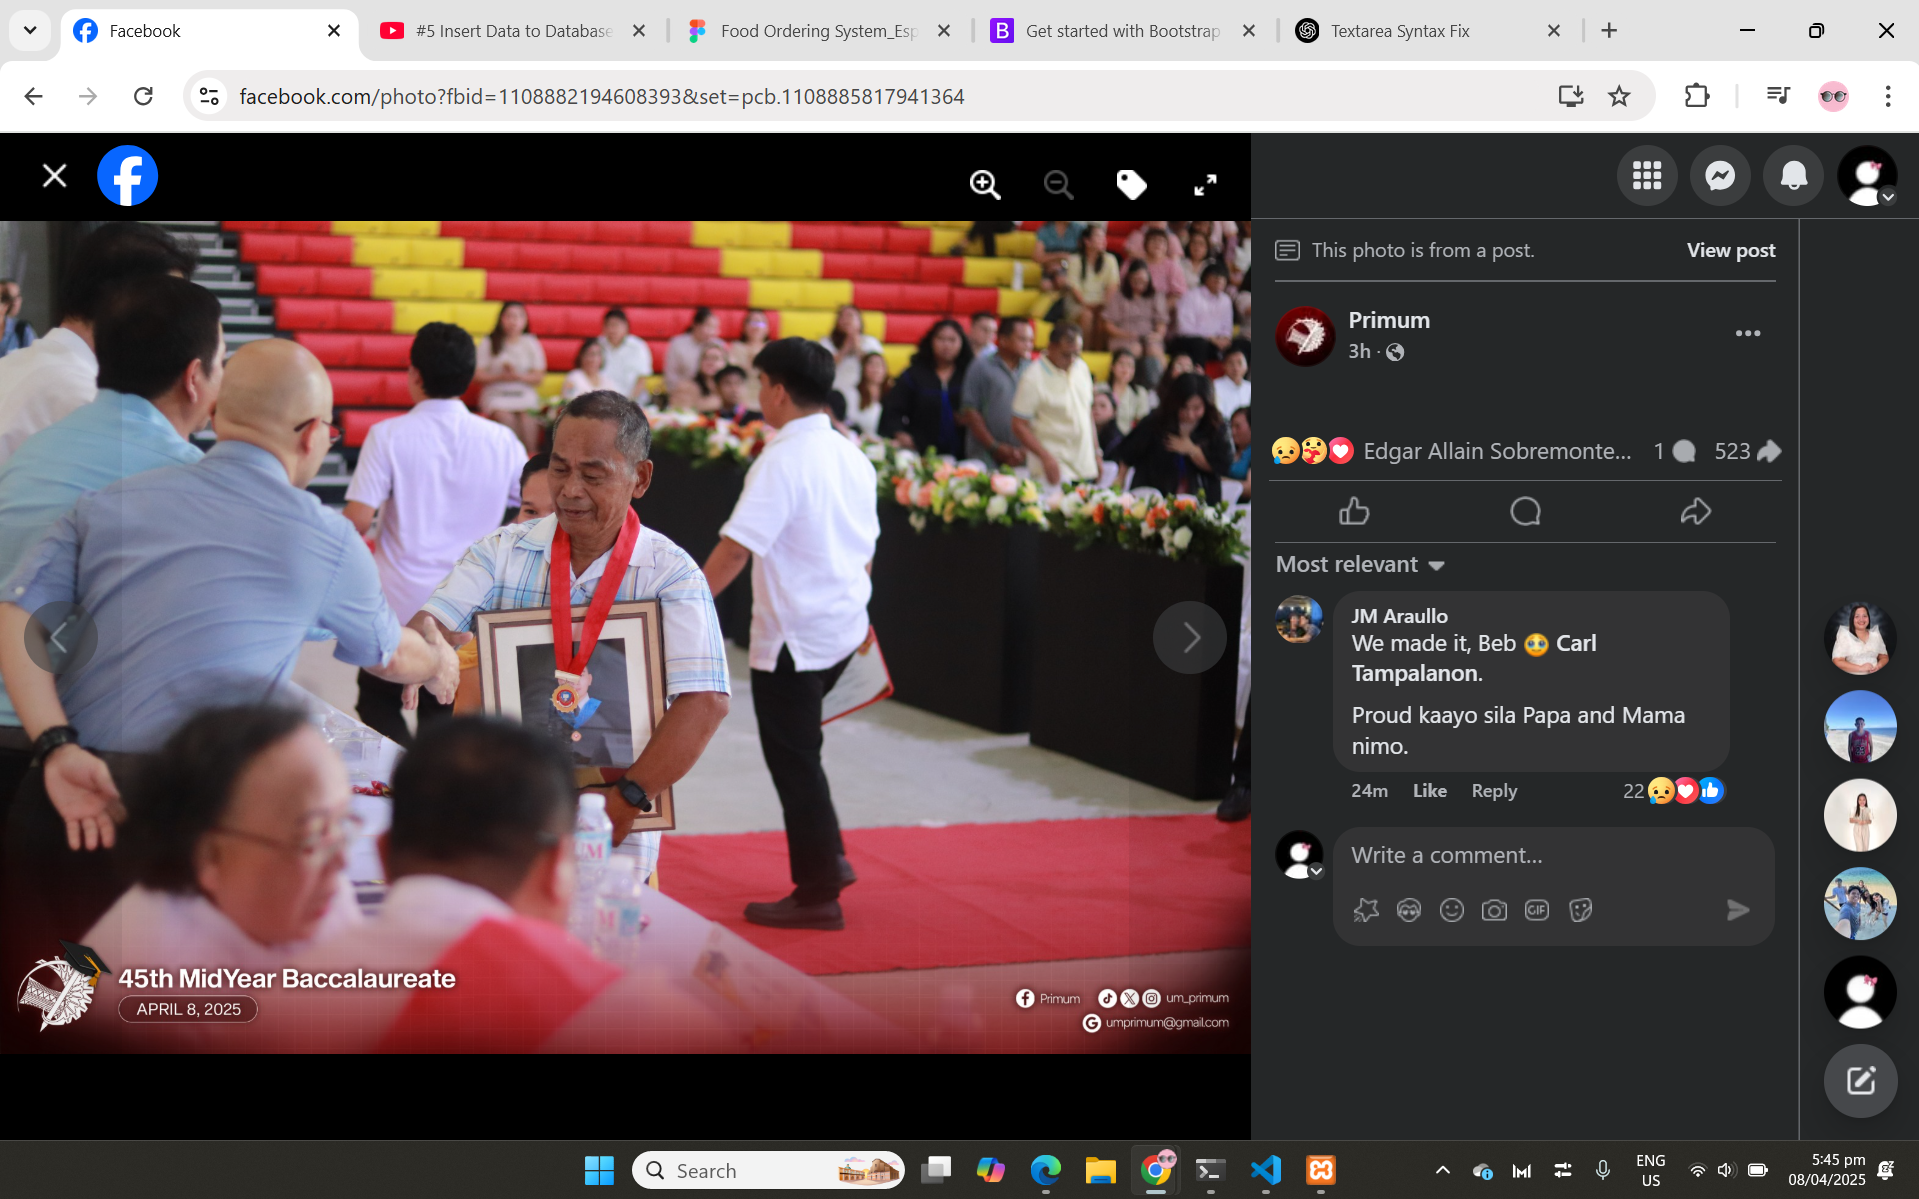 Facebook
#5 Insert Data to Database
Food Ordering System_Esp
Get started with Bootstrap
Textarea Syntax Fix
facebook.com/photo?fbid=1108882194608393&set=pcb.1108885817941364
This photo is from a post.
View post
Primum
3h ·
Edgar Allain Sobremonte...
1
523
Most relevant
JM Araullo
We made it, Beb 🥹 Carl
Tampalanon.
Proud kaayo sila Papa and Mama
nimo.
24m Like Reply
22
Write a comment...
GIF
45th MidYear Baccalaureate
APRIL 8, 2025
Primum
um_primum
umprimum@gmail.com
Search
ENG
US
5:45 pm
08/04/2025